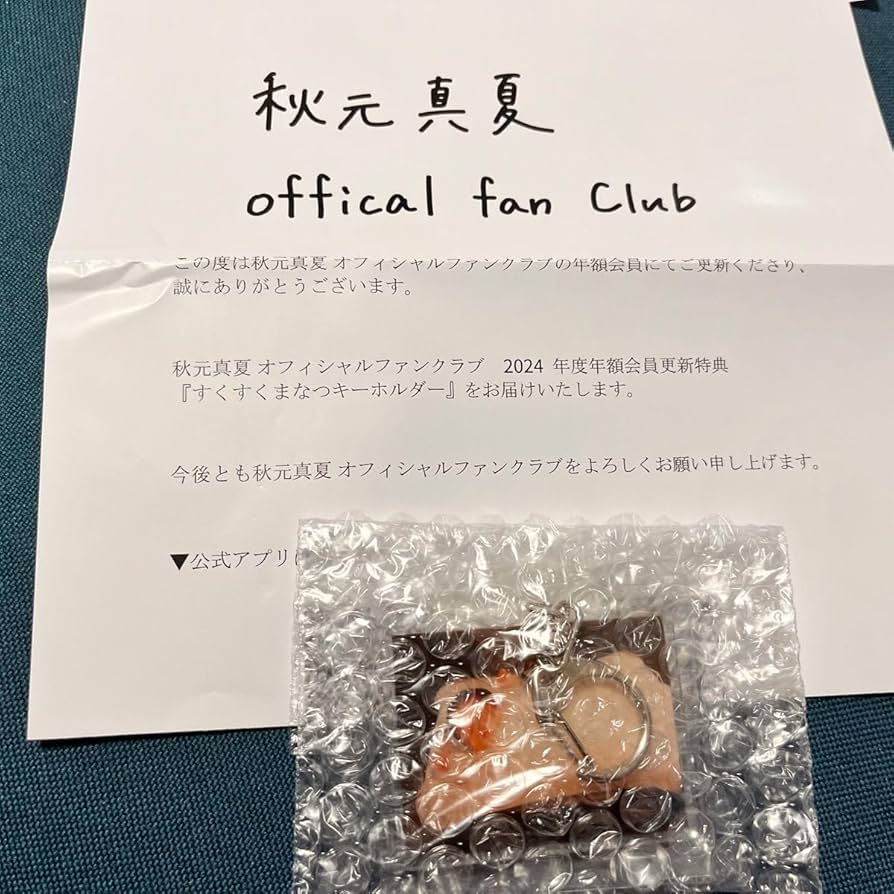 秋元真夏
offical fan Club
この度は秋元真夏 オフィシャルファンクラブの年額会員にてご更新くださり、
誠にありがとうございます。
秋元真夏 オフィシャルファンクラブ　2024 年度年額会員更新特典
『すくすくまなつキーホルダー』をお届けいたします。
今後とも秋元真夏 オフィシャルファンクラブをよろしくお願い申し上げます。
▼公式アプリ